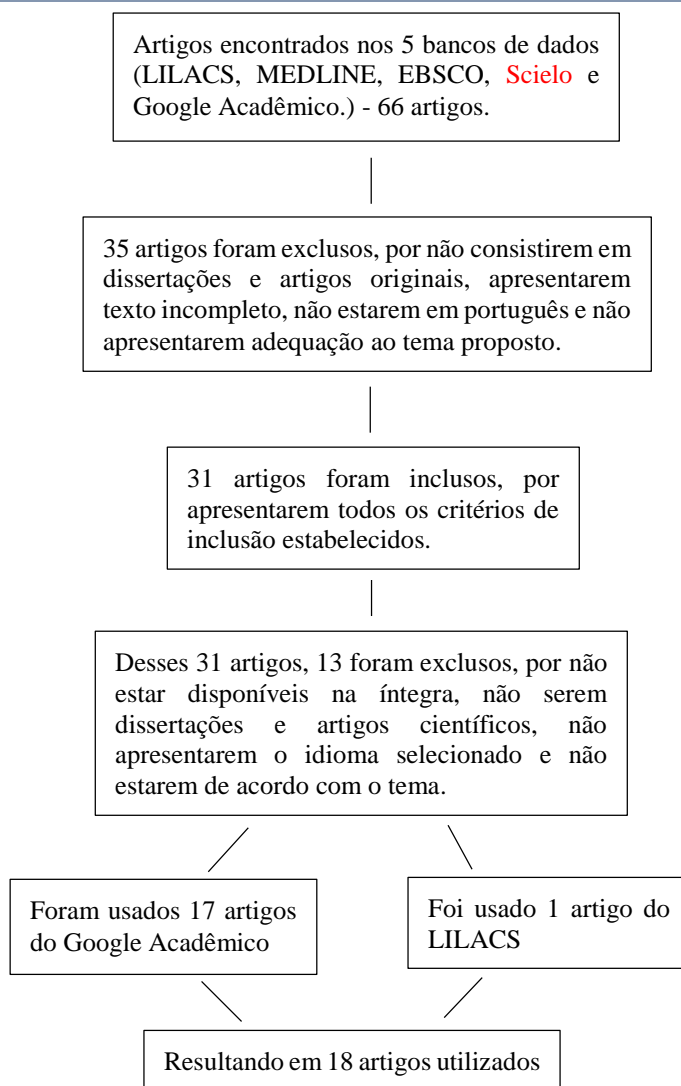 Artigos encontrados nos 5 bancos de dados
(LILACS, MEDLINE, EBSCO, Scielo e
Google Acadêmico.) - 66 artigos.
35 artigos foram exclusos, por não consistirem em
dissertações e artigos originais, apresentarem
texto incompleto, não estarem em português e não
apresentarem adequação ao tema proposto.
31 artigos foram inclusos, por
apresentarem todos os critérios de
inclusão estabelecidos.
Desses 31 artigos, 13 foram exclusos, por não
estar disponíveis na íntegra, não serem
dissertações e artigos científicos, não
apresentarem o idioma selecionado e não
estarem de acordo com o tema.
Foram usados 17 artigos
do Google Acadêmico
Foi usado 1 artigo do
LILACS
Resultando em 18 artigos utilizados